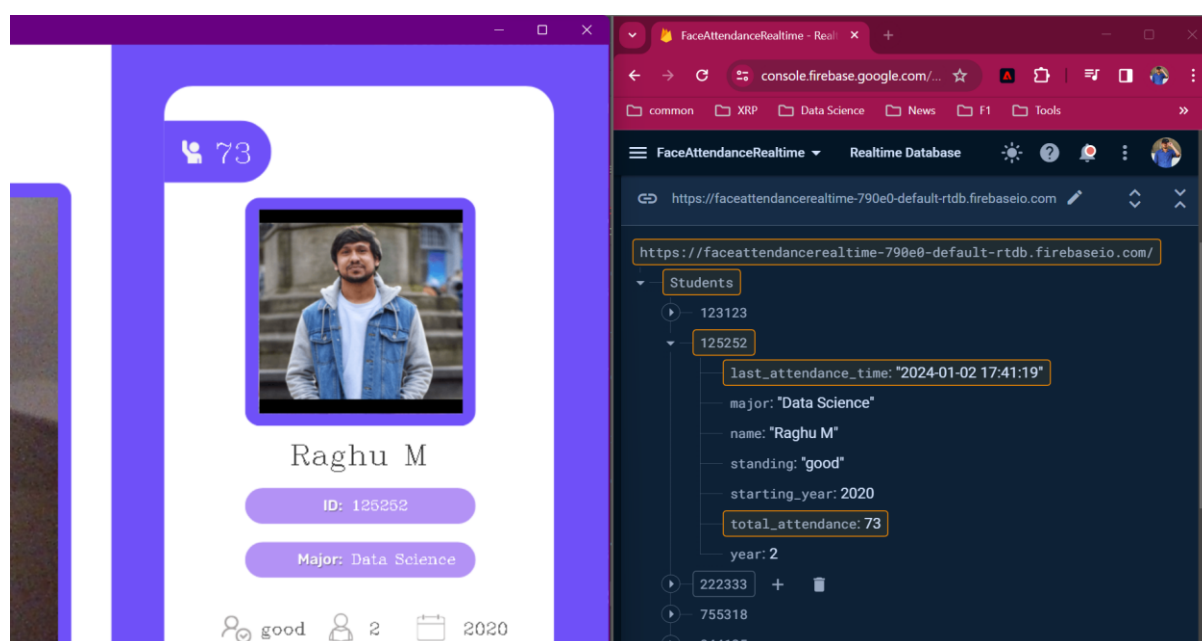 73
Raghu M
ID: 125252
Major: Data Science
good 2 2020
FaceAttendanceRealtime - Real
console.firebase.google.com/...
common XRP Data Science News F1 Tools
FaceAttendanceRealtime Realtime Database
https://faceattendancerealtime-790e0-default-rtdb.firebaseio.com
https://faceattendancerealtime-790e0-default-rtdb.firebaseio.com/
Students
123123
125252
last_attendance_time: "2024-01-02 17:41:19"
major: "Data Science"
name: "Raghu M"
standing: "good"
starting_year: 2020
total_attendance: 73
year: 2
222333
755318